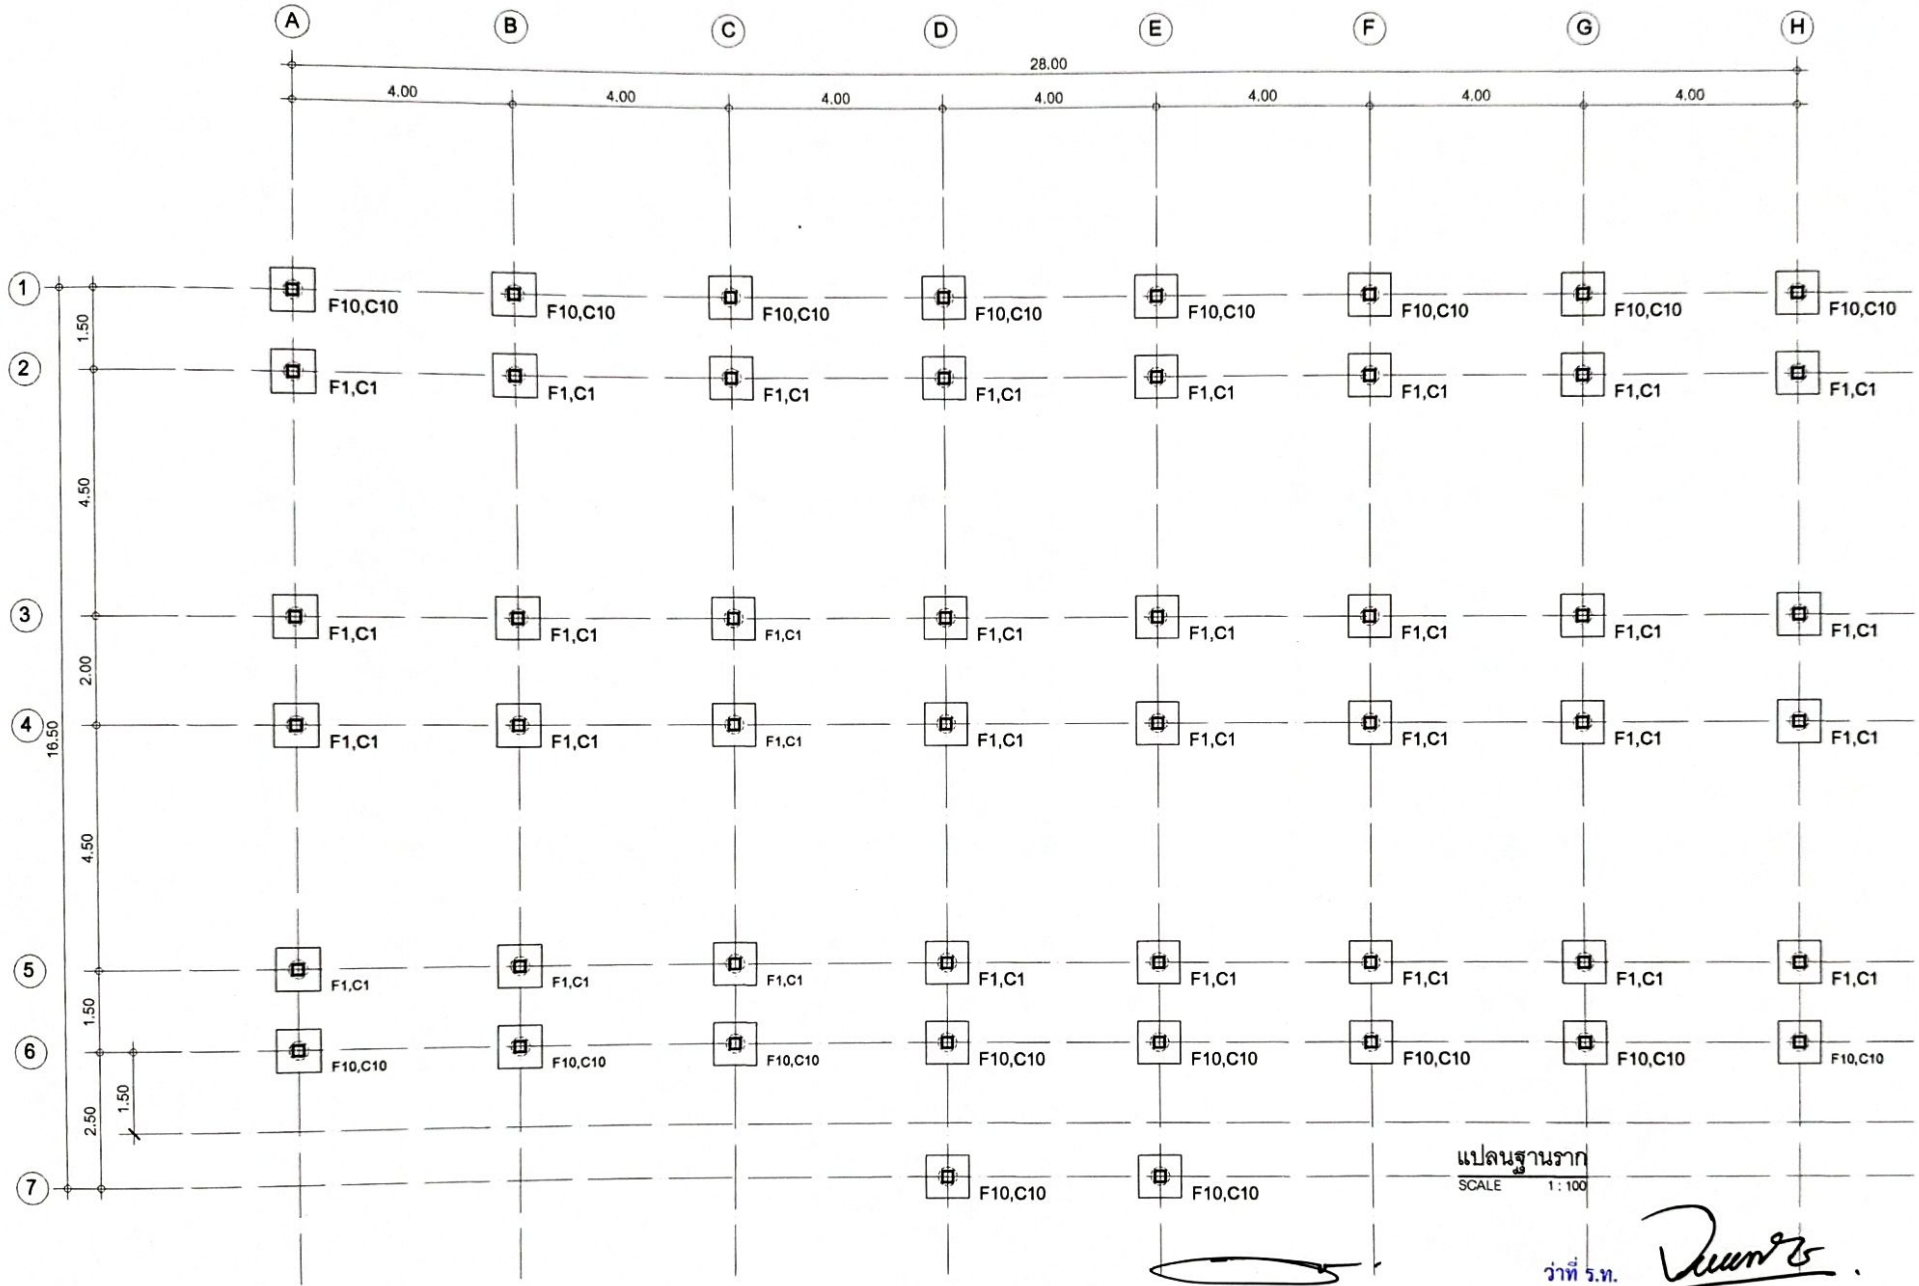 A B C D E F G H
28.00
4.00 4.00 4.00 4.00 4.00 4.00 4.00
1
F10,C10 F10,C10 F10,C10 F10,C10 F10,C10 F10,C10 F10,C10 F10,C10
1.50
2
F1,C1 F1,C1 F1,C1 F1,C1 F1,C1 F1,C1 F1,C1 F1,C1
4.50
3
F1,C1 F1,C1 F1,C1 F1,C1 F1,C1 F1,C1 F1,C1 F1,C1
2.00
4
16.50
F1,C1 F1,C1 F1,C1 F1,C1 F1,C1 F1,C1 F1,C1 F1,C1
4.50
5
F1,C1 F1,C1 F1,C1 F1,C1 F1,C1 F1,C1 F1,C1 F1,C1
1.50
6
F10,C10 F10,C10 F10,C10 F10,C10 F10,C10 F10,C10 F10,C10 F10,C10
1.50
2.50
7
F10,C10 F10,C10
แปลนฐานราก
SCALE 1 : 100
ว่าที่ ร.ท.